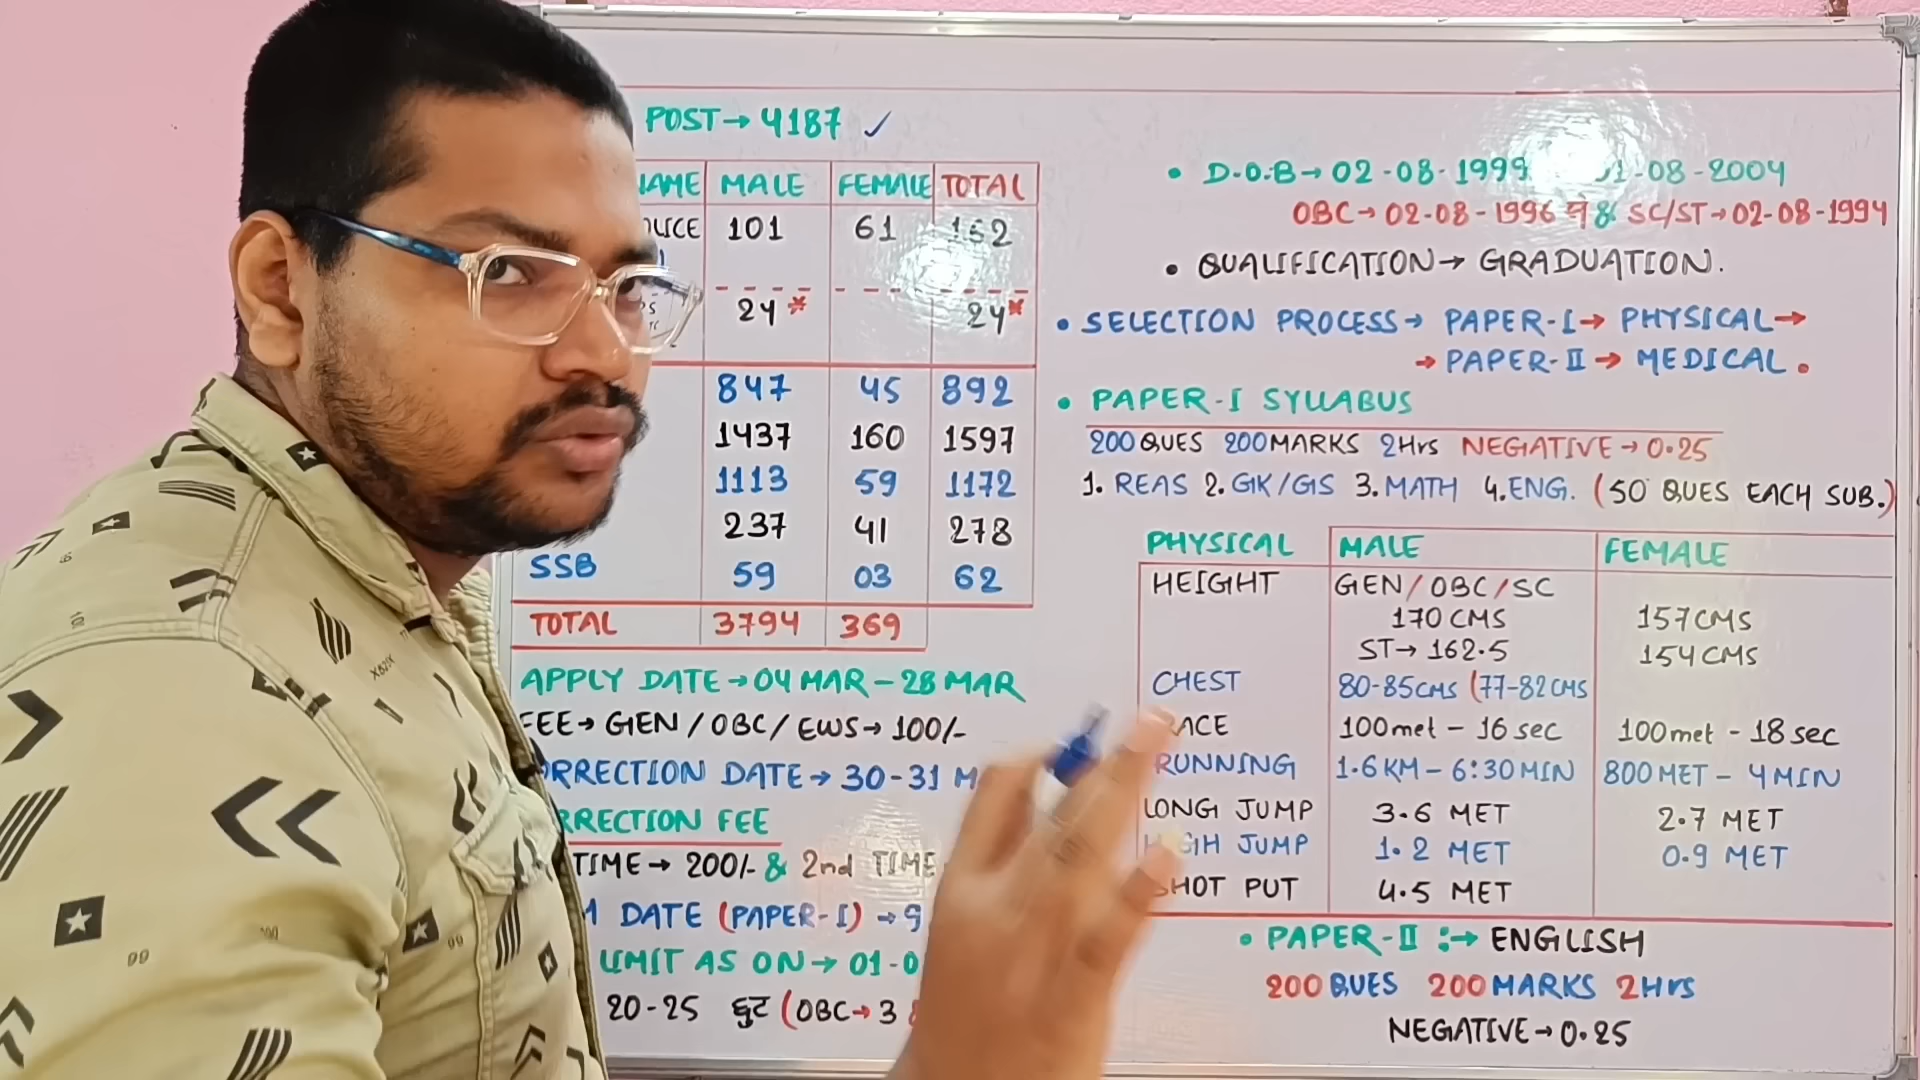 POST→4187 ✓
NAME MALE FEMALE TOTAL
101 61 162
24* 24*
847 45 892
1437 160 1597
1113 59 1172
237 41 278
SSB 59 03 62
TOTAL 3794 369
APPLY DATE→04 MAR-28 MAR
FEE→GEN/OBC/EWS→100/-
CORRECTION DATE→30-31
CORRECTION FEE
TIME→200/- & 2nd TIME
DATE (PAPER-I)→9
LIMIT AS ON→01-0
20-25 छुट (OBC→3
• D.O.B→02-08-1999 01-08-2004
OBC→02-08-1996 से & SC/ST→02-08-1994
• QUALIFICATION→GRADUATION.
• SELECTION PROCESS→ PAPER-I→ PHYSICAL→
→PAPER-II→ MEDICAL.
• PAPER-I SYLLABUS
200 QUES 200 MARKS 2Hrs NEGATIVE→0.25
1. REAS 2. GK/GS 3. MATH 4. ENG. (50 QUES EACH SUB.)
PHYSICAL MALE FEMALE
HEIGHT GEN/OBC/SC
170 CMS 157 CMS
ST→162.5 154 CMS
CHEST 80-85CMS (77-82CMS
RACE 100met - 16 sec 100met - 18 sec
RUNNING 1.6 KM - 6:30 MIN 800 MET - 4 MIN
LONG JUMP 3.6 MET 2.7 MET
HIGH JUMP 1.2 MET 0.9 MET
SHOT PUT 4.5 MET
• PAPER-II :→ ENGLISH
200 QUES 200 MARKS 2Hrs
NEGATIVE→0.25